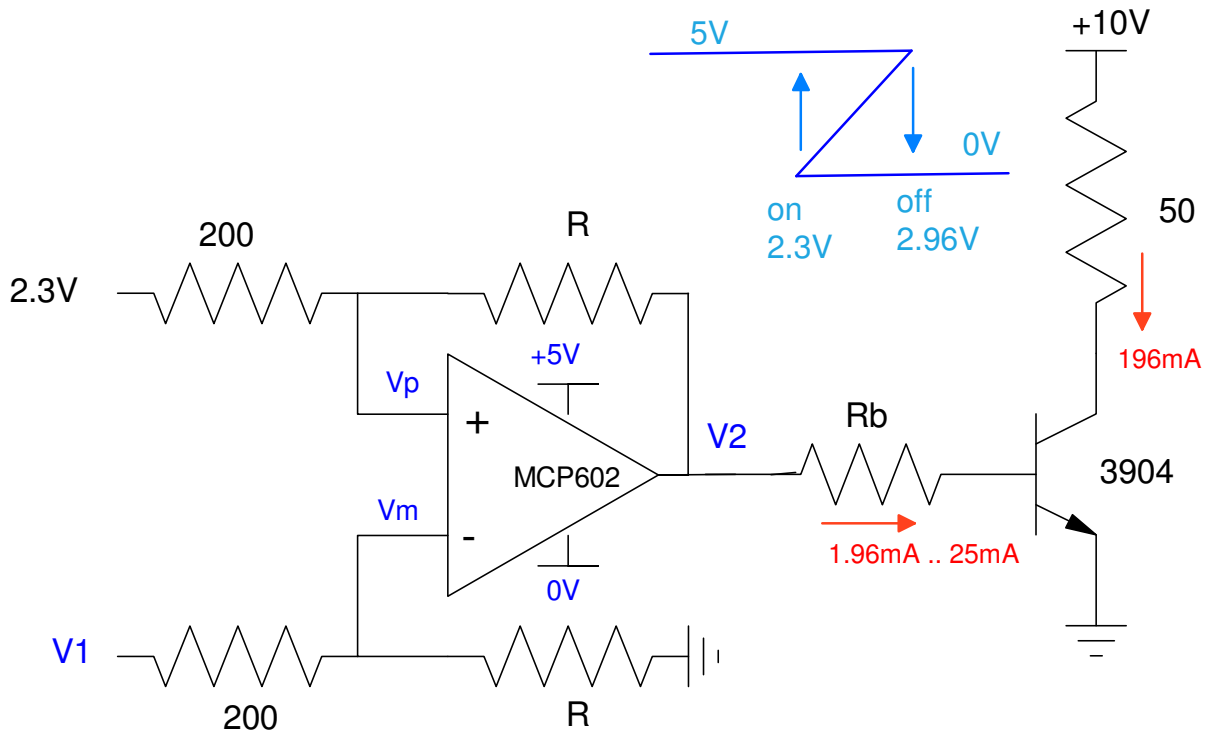 +10V
5V
0V
on
2.3V
off
2.96V
50
200
R
2.3V
+5V
196mA
Vp
+
Rb
V2
MCP602
3904
Vm
-
1.96mA .. 25mA
0V
V1
200
R